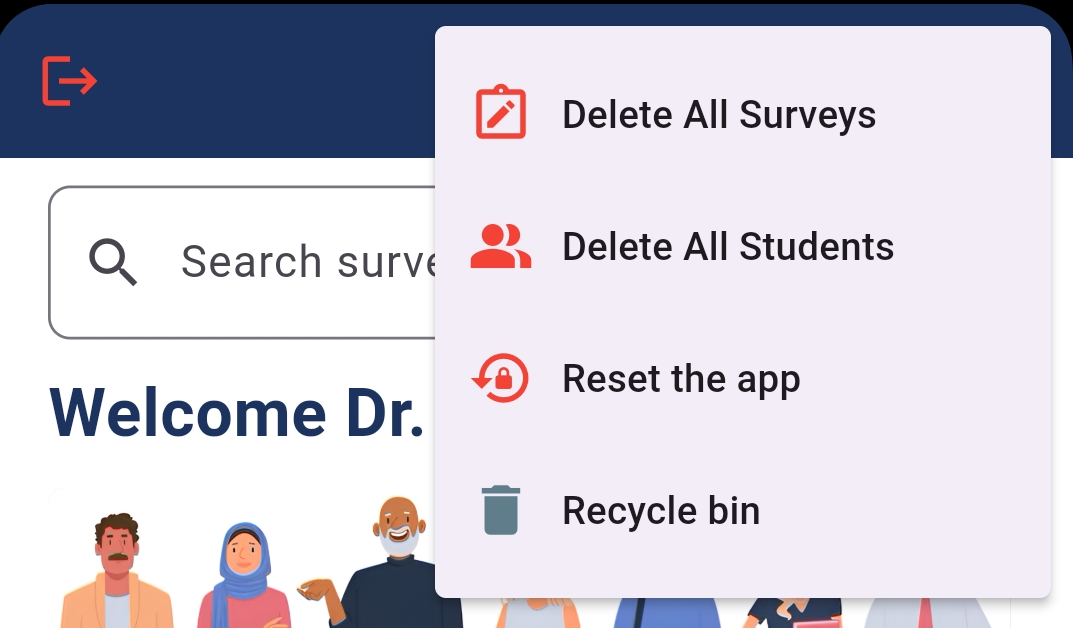 Delete All Surveys
Delete All Students
Reset the app
Recycle bin
Search surve
Welcome Dr.